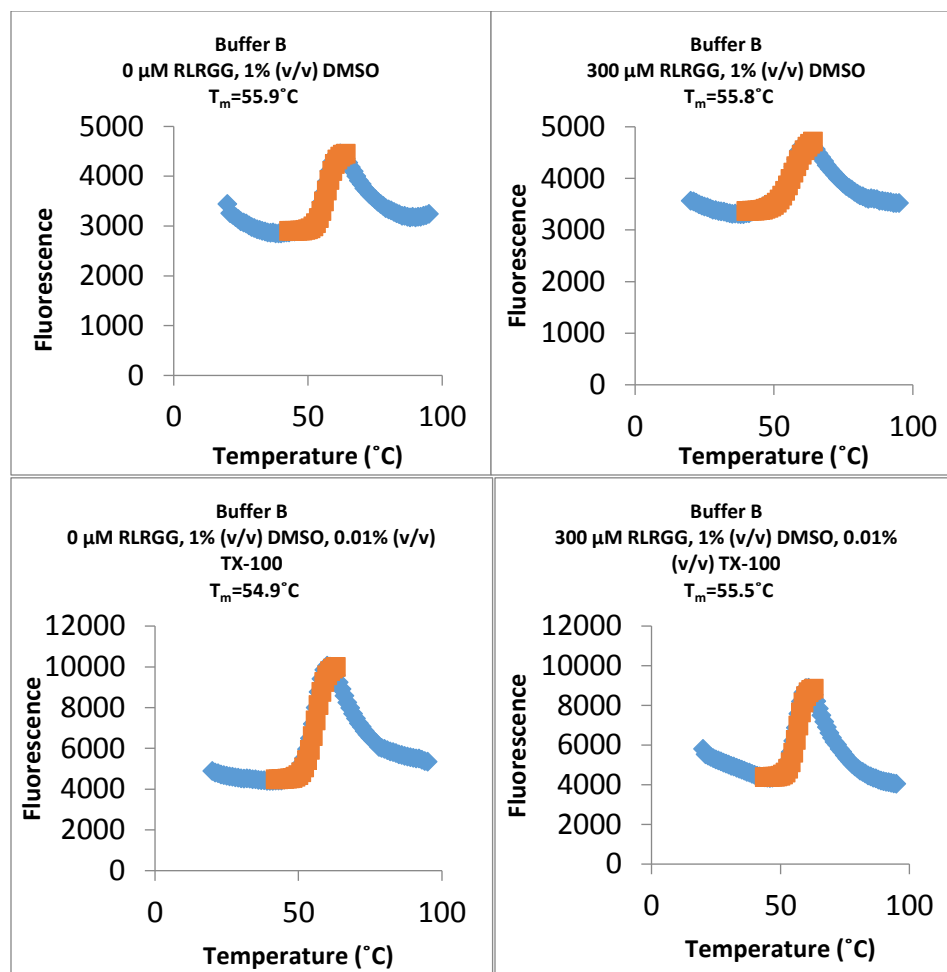 Buffer B
0 µM RLRGG, 1% (v/v) DMSO
Tm=55.9˚C
5000
4000
3000
2000
1000
0
Fluorescence
0
50
100
Temperature (˚C)
Buffer B
300 µM RLRGG, 1% (v/v) DMSO
Tm=55.8˚C
5000
4000
3000
2000
1000
0
Fluorescence
0
50
100
Temperature (˚C)
Buffer B
0 µM RLRGG, 1% (v/v) DMSO, 0.01% (v/v)
TX-100
Tm=54.9˚C
12000
10000
8000
6000
4000
2000
0
Fluorescence
0
50
100
Temperature (˚C)
Buffer B
300 µM RLRGG, 1% (v/v) DMSO, 0.01%
(v/v) TX-100
Tm=55.5˚C
12000
10000
8000
6000
4000
2000
0
Fluorescence
0
50
100
Temperature (˚C)